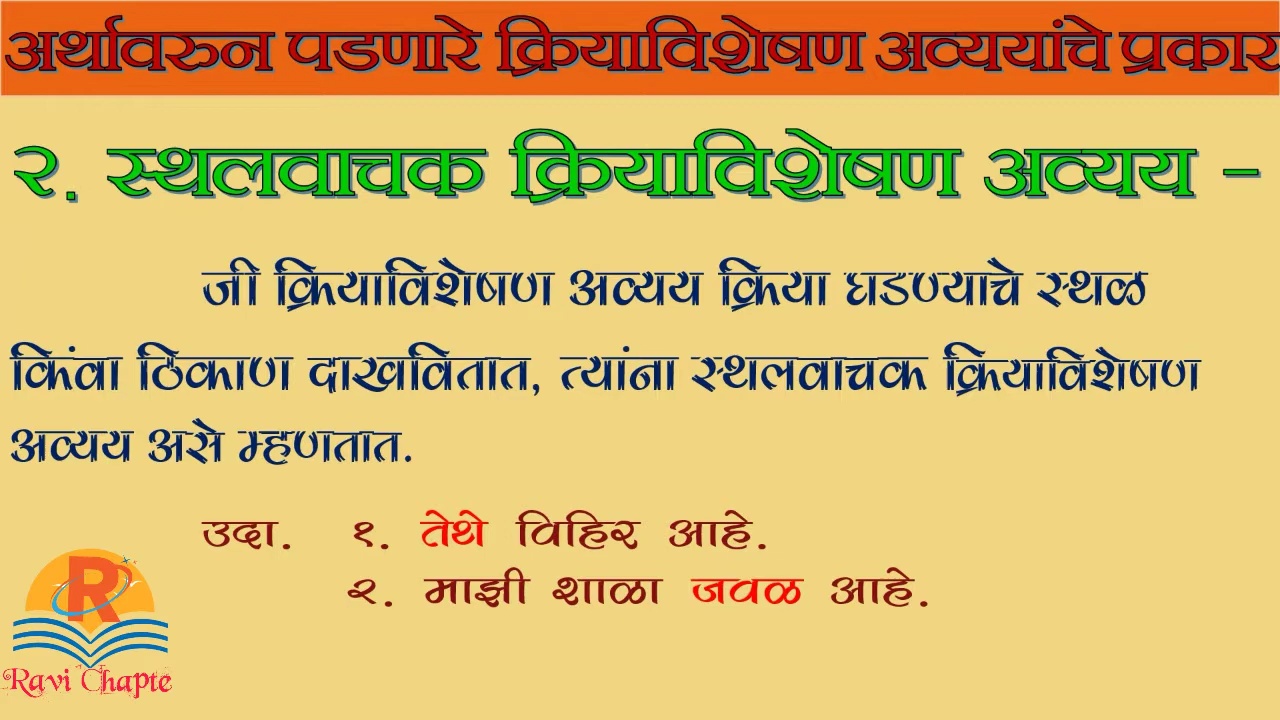 अर्थावरुन पडणारे क्रियाविशेषण अव्ययांचे प्रकार
२. स्थलवाचक क्रियाविशेषण अव्यय -
जी क्रियाविशेषण अव्यय क्रिया घडण्याचे स्थळ
किंवा ठिकाण दाखवितात, त्यांना स्थलवाचक क्रियाविशेषण
अव्यय असे म्हणतात.
उदा. १. तेथे विहिर आहे.
२. माझी शाळा जवळ आहे.
R
Ravi Chapte